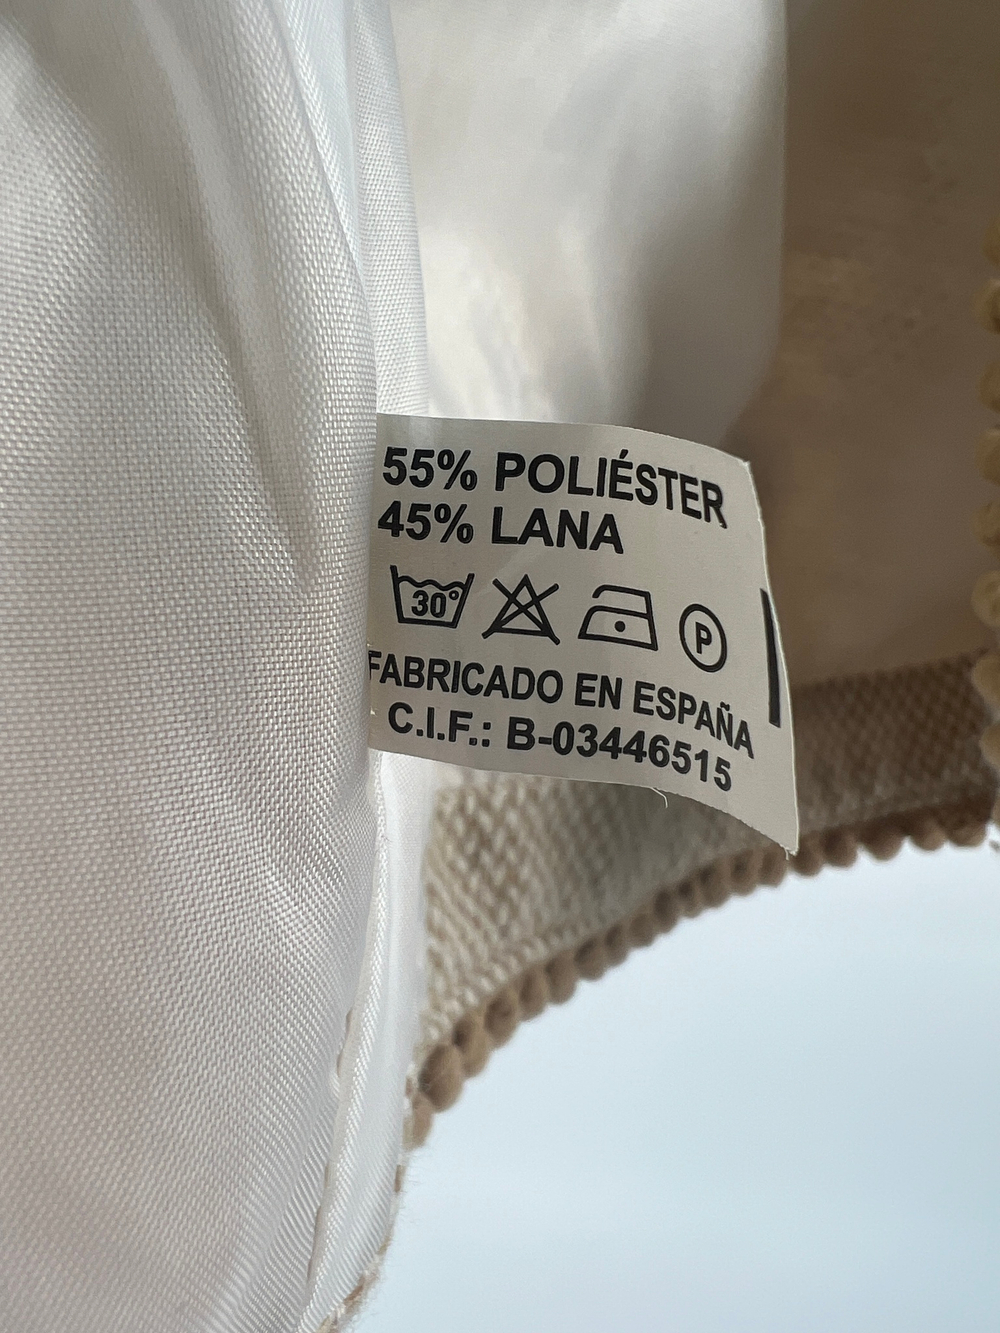 55% POLIÉSTER
45% LANA
30° P
FABRICADO EN ESPAÑA
C.I.F.: B-03446515